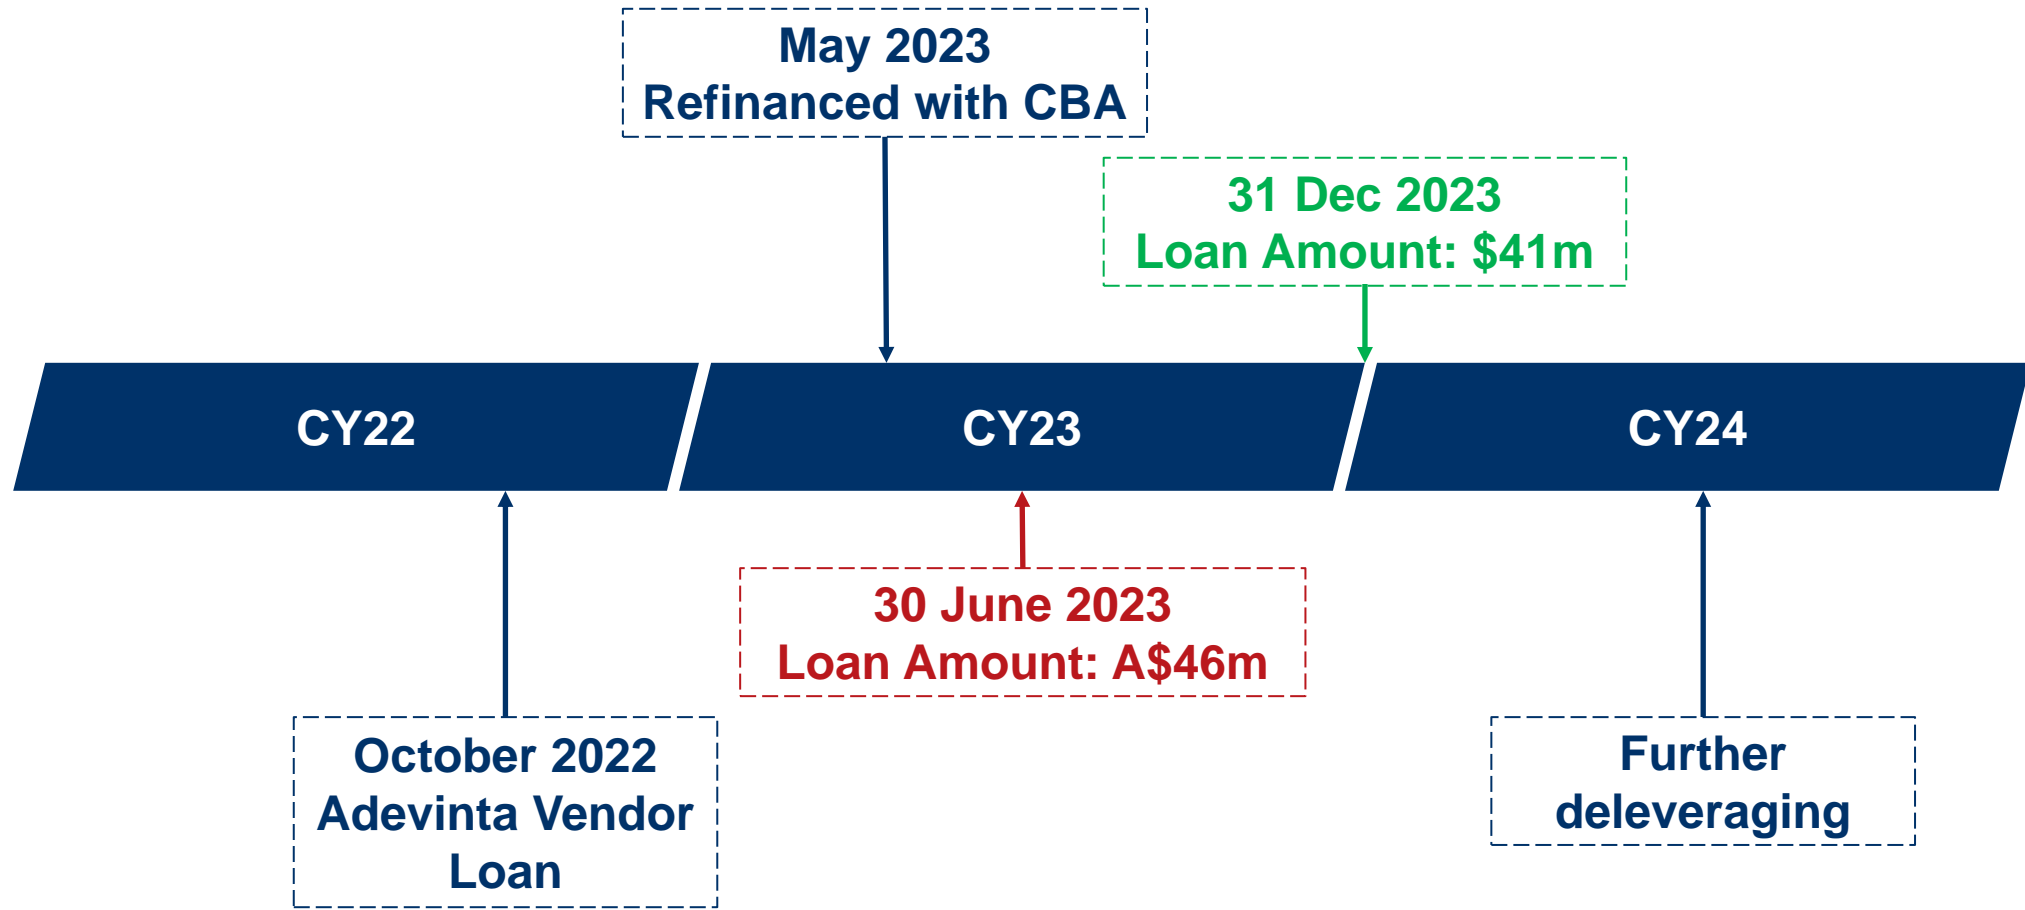 May 2023
Refinanced with CBA
31 Dec 2023
Loan Amount: $41m
CY22
CY23
CY24
30 June 2023
Loan Amount: A$46m
October 2022
Adevinta Vendor
Loan
Further
deleveraging